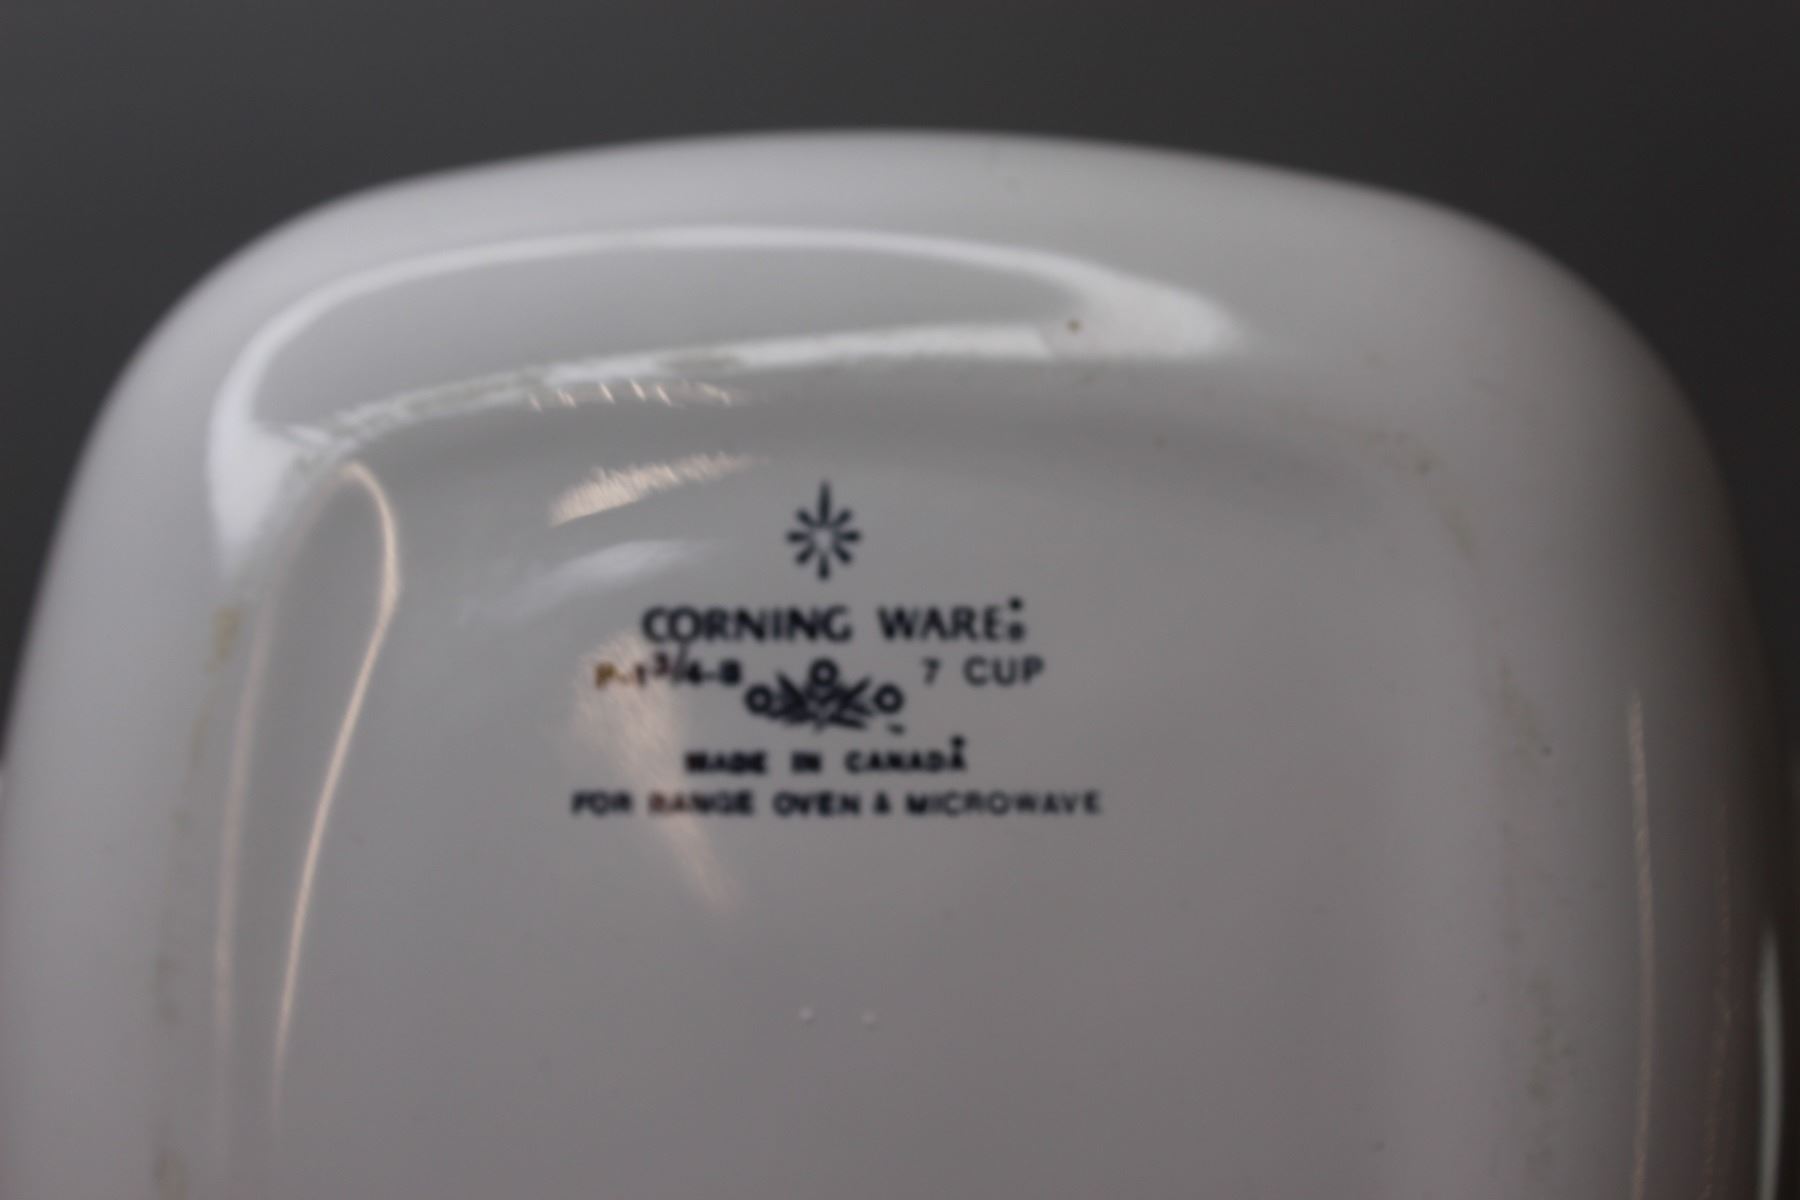 CORNING WARE®
P-1¾-B 7 CUP
MADE IN CANADA*
FOR RANGE OVEN & MICROWAVE